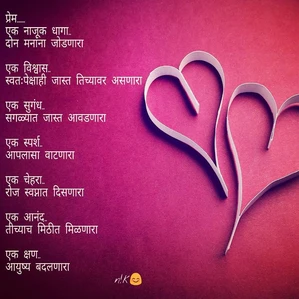 प्रेम.....
एक नाजूक धागा..
दोन मनांना जोडणारा
एक विश्वास..
स्वतःपेक्षाही जास्त तिच्यावर असणारा
एक सुगंध..
सगळ्यात जास्त आवडणारा
एक स्पर्श..
आपलासा वाटणारा
एक चेहरा..
रोज स्वप्नात दिसणारा
एक आनंद..
तीच्याच मिठीत मिळणारा
एक क्षण..
आयुष्य बदलणारा